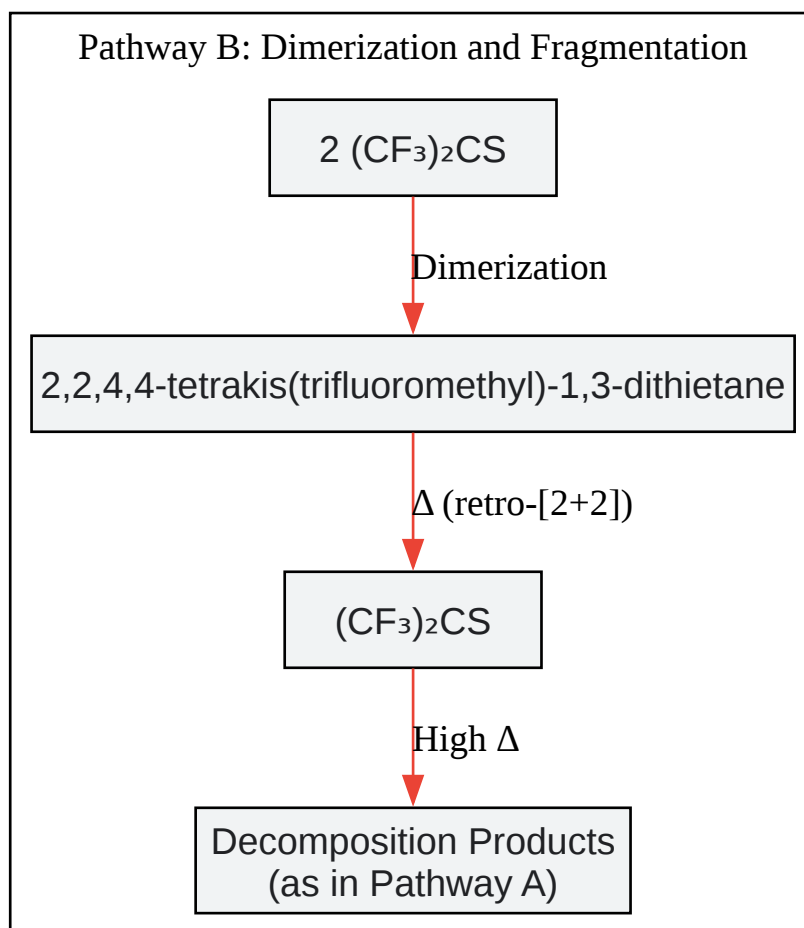 Pathway B: Dimerization and Fragmentation
2 (CF₃)₂CS
Dimerization
2,2,4,4-tetrakis(trifluoromethyl)-1,3-dithietane
Δ (retro-[2+2])
(CF₃)₂CS
High Δ
Decomposition Products
(as in Pathway A)